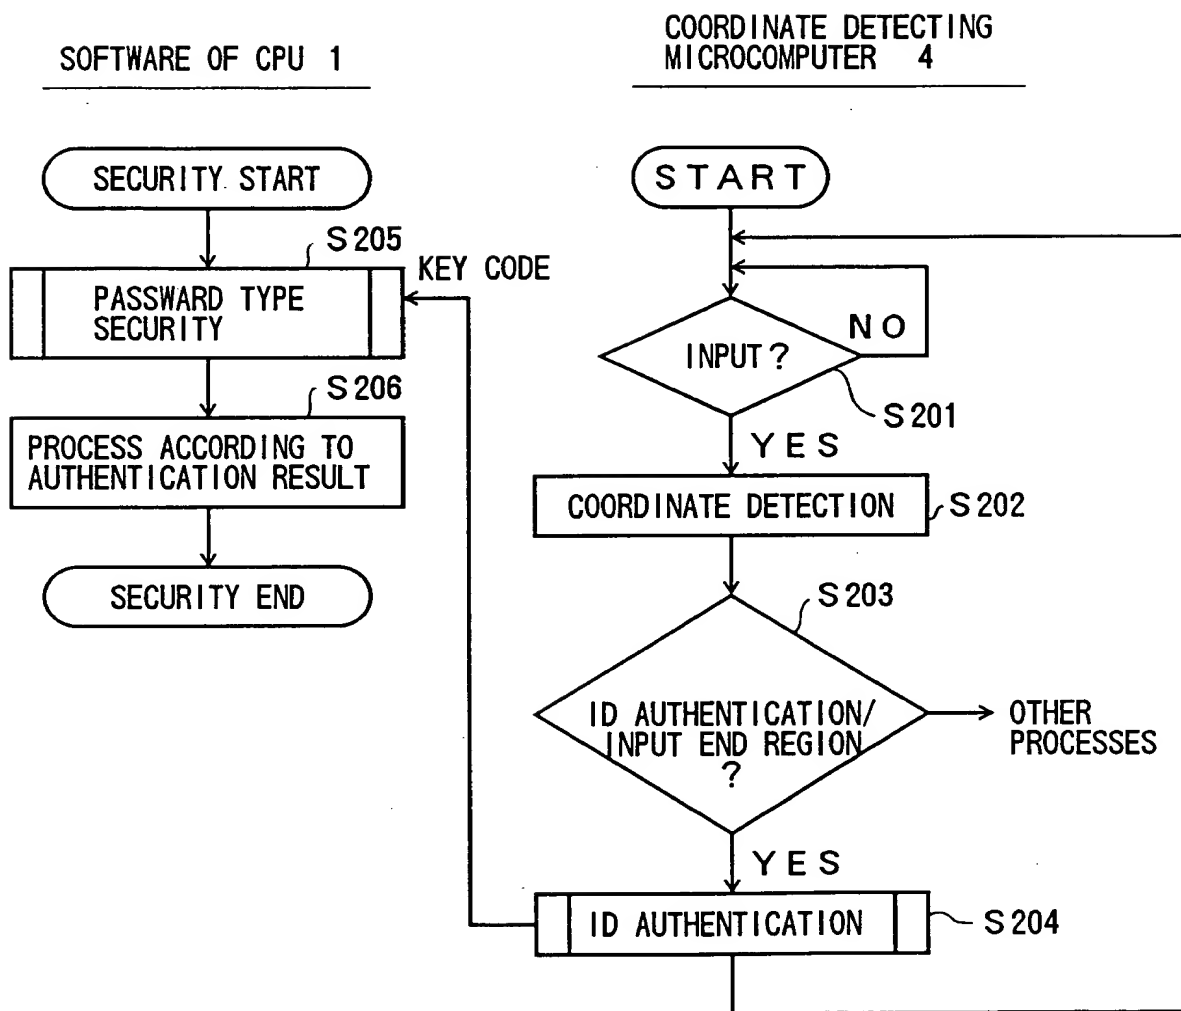 SOFTWARE OF CPU 1
SECURITY START
S205
PASSWARD TYPE
SECURITY
S206
PROCESS ACCORDING TO
AUTHENTICATION RESULT
SECURITY END
KEY CODE
COORDINATE DETECTING
MICROCOMPUTER 4
START
INPUT?
NO
S201
YES
COORDINATE DETECTION
S202
S203
ID AUTHENTICATION/
INPUT END REGION
?
OTHER
PROCESSES
YES
ID AUTHENTICATION
S204